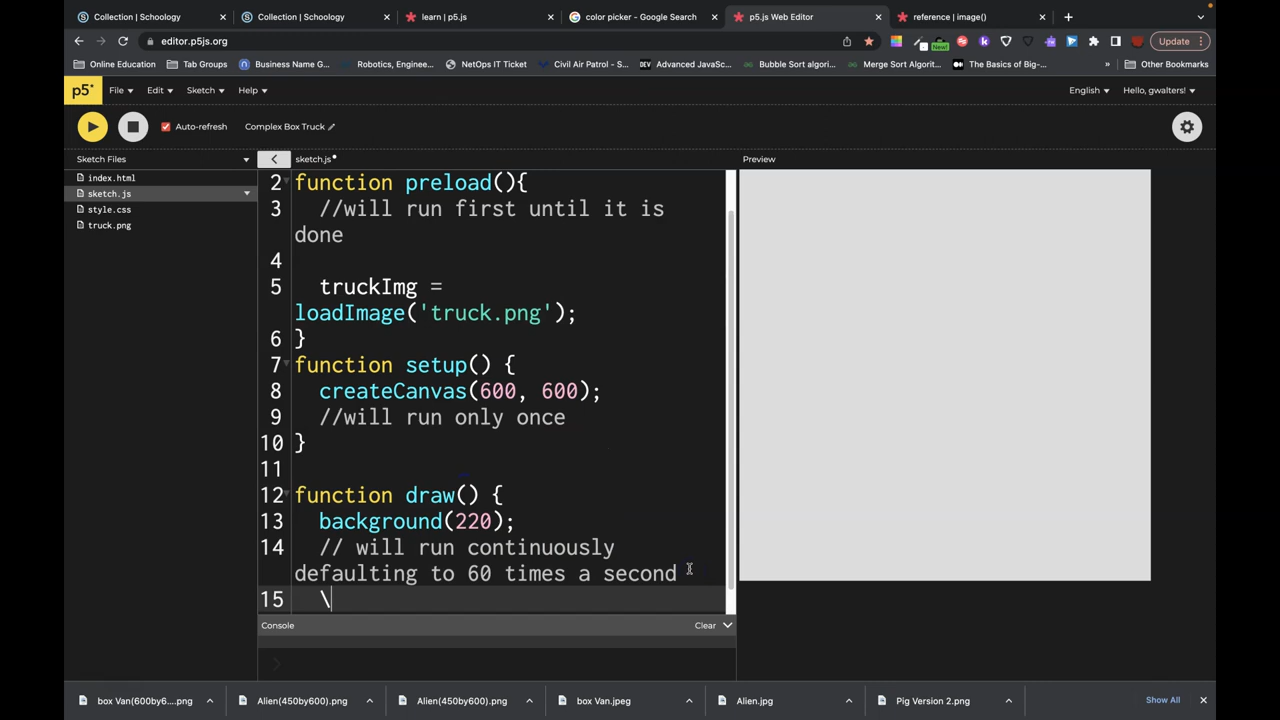 Collection | Schoology
Collection | Schoology
learn | p5.js
color picker - Google Search
p5.js Web Editor
reference | image()
editor.p5js.org
New!
Update
Online Education
Tab Groups
Business Name G...
Robotics, Engine...
NetOps IT Ticket
Civil Air Patrol - S...
DEV Advanced JavaSc...
Bubble Sort algori...
Merge Sort Algorit...
The Basics of Big-...
»
Other Bookmarks
p5*
File
Edit
Sketch
Help
English
Hello, gwalters!
Auto-refresh
Complex Box Truck
Sketch Files
sketch.js
Preview
index.html
sketch.js
style.css
truck.png
2 function preload(){
3 //will run first until it is
done
4
5 truckImg =
loadImage('truck.png');
6 }
7 function setup() {
8 createCanvas(600, 600);
9 //will run only once
10 }
11
12 function draw() {
13 background(220);
14 // will run continuously
defaulting to 60 times a second
15 \
Console
Clear
box Van(600by6....png
Alien(450by600).png
Alien(450by600).png
box Van.jpeg
Alien.jpg
Pig Version 2.png
Show All